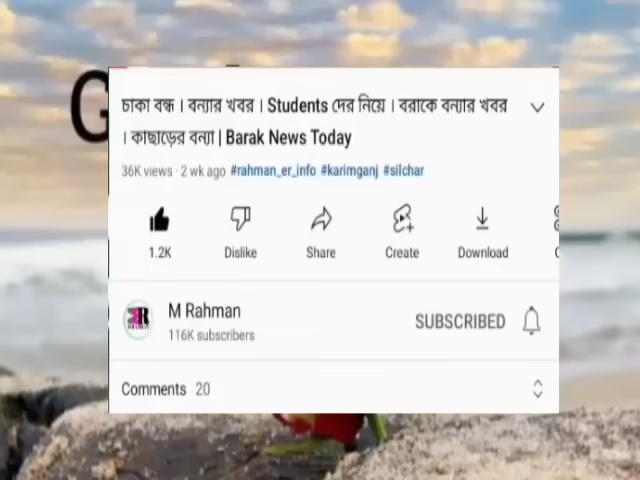 চাকা বন্ধ । বন্যার খবর । Students দের নিয়ে । বরাকে বন্যার খবর
। কাছাড়ের বন্যা | Barak News Today
36K views · 2 wk ago #rahman_er_info #karimganj #silchar
1.2K Dislike Share Create Download
M Rahman
116K subscribers
SUBSCRIBED
Comments 20